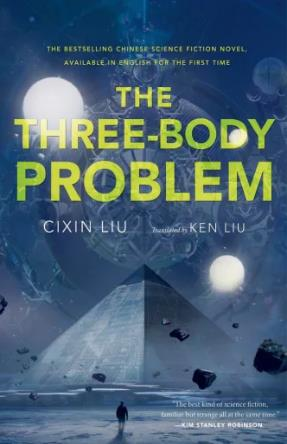 THE BESTSELLING CHINESE SCIENCE FICTION NOVEL,
AVAILABLE IN ENGLISH FOR THE FIRST TIME
THE
THREE-BODY
PROBLEM
CIXIN LIU Translated by KEN LIU
"The best kind of science fiction,
familiar but strange all at the same time."
—KIM STANLEY ROBINSON